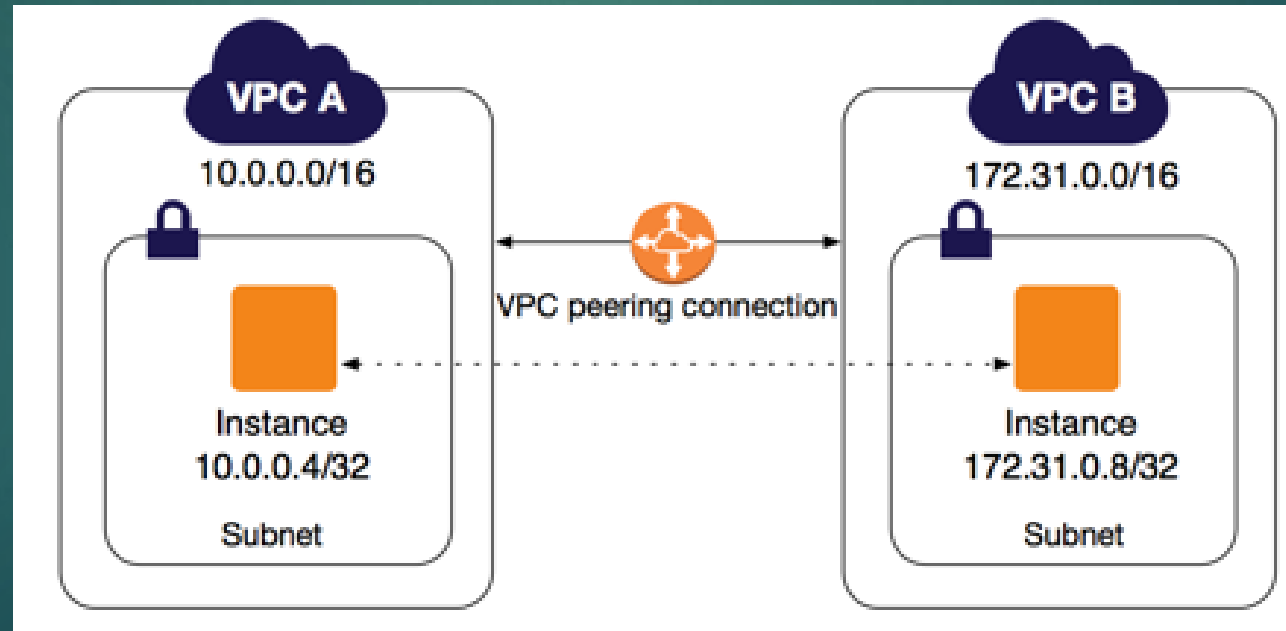 VPC A
10.0.0.0/16
Instance
10.0.0.4/32
Subnet
VPC peering connection
VPC B
172.31.0.0/16
Instance
172.31.0.8/32
Subnet